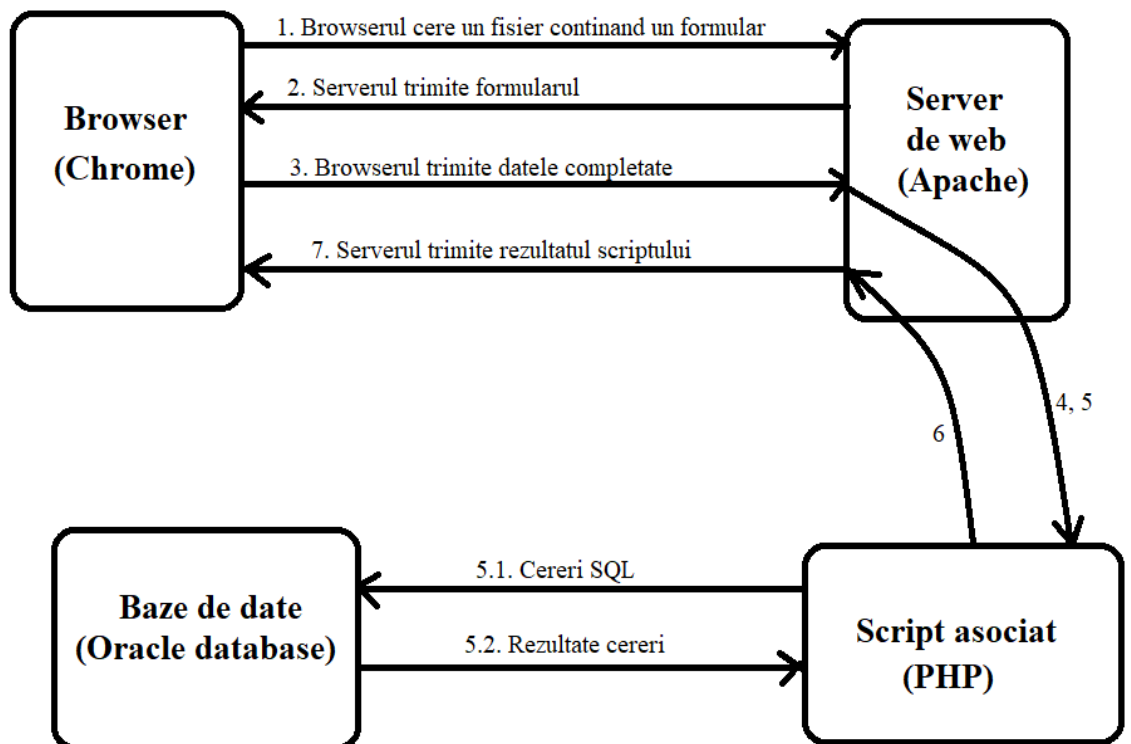 1. Browserul cere un fisier continand un formular
2. Serverul trimite formularul
3. Browserul trimite datele completate
7. Serverul trimite rezultatul scriptului
Browser
(Chrome)
Server
de web
(Apache)
4, 5
6
5.1. Cereri SQL
5.2. Rezultate cereri
Baze de date
(Oracle database)
Script asociat
(PHP)